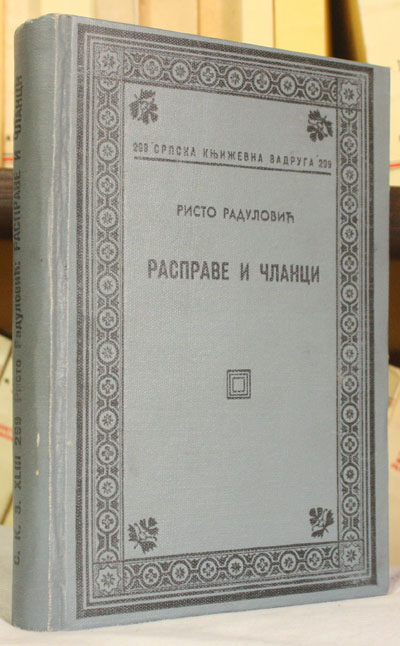 299 СРПСКА КЊИЖЕВНА ЗАДРУГА 299
РИСТО РАДУЛОВИЋ
РАСПРАВЕ И ЧЛАНЦИ
С. К. З. XLIII 299 Ристо Радуловић: РАСПРАВЕ И ЧЛАНЦИ